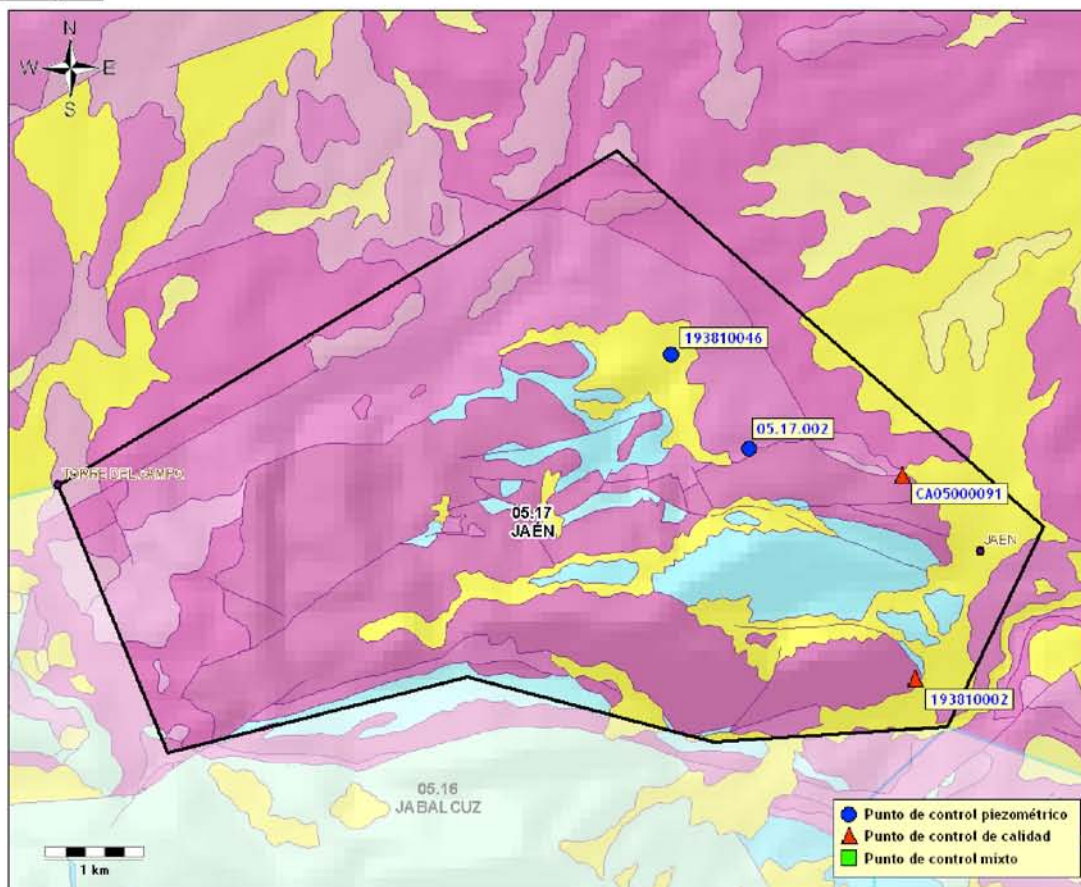 N
W E
S
193810046
05.17.002
TORRE DEL CAMPO
CA05000091
05.17
JAÉN
JAEN
193810002
05.16
JABALCUZ
Punto de control piezométrico
Punto de control de calidad
Punto de control mixto
1 km